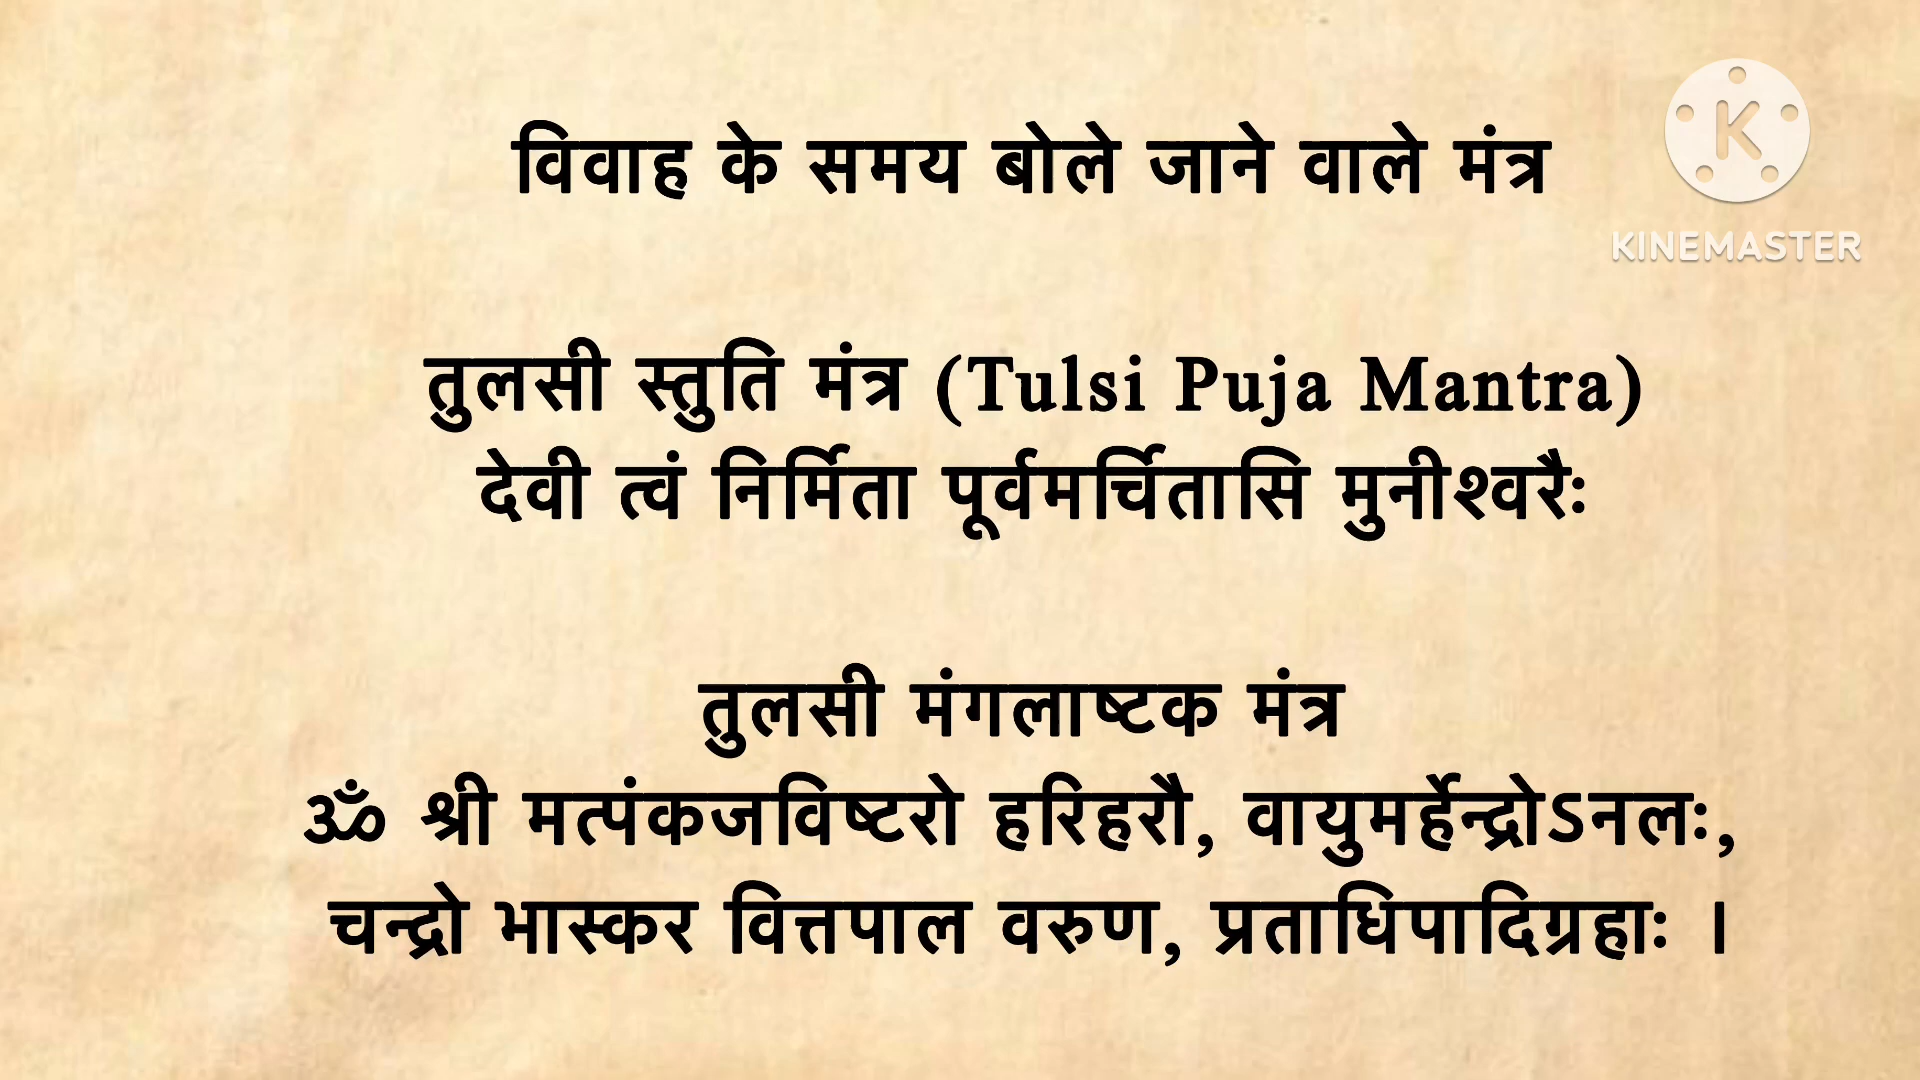 विवाह के समय बोले जाने वाले मंत्र
KINEMASTER
तुलसी स्तुति मंत्र (Tulsi Puja Mantra)
देवी त्वं निर्मिता पूर्वमर्चितासि मुनीश्वरैः
तुलसी मंगलाष्टक मंत्र
ॐ श्री मत्पंकजविष्टरो हरिहरौ, वायुमर्हेन्द्रोऽनलः,
चन्द्रो भास्कर वित्तपाल वरुण, प्रताधिपादिग्रहाः ।